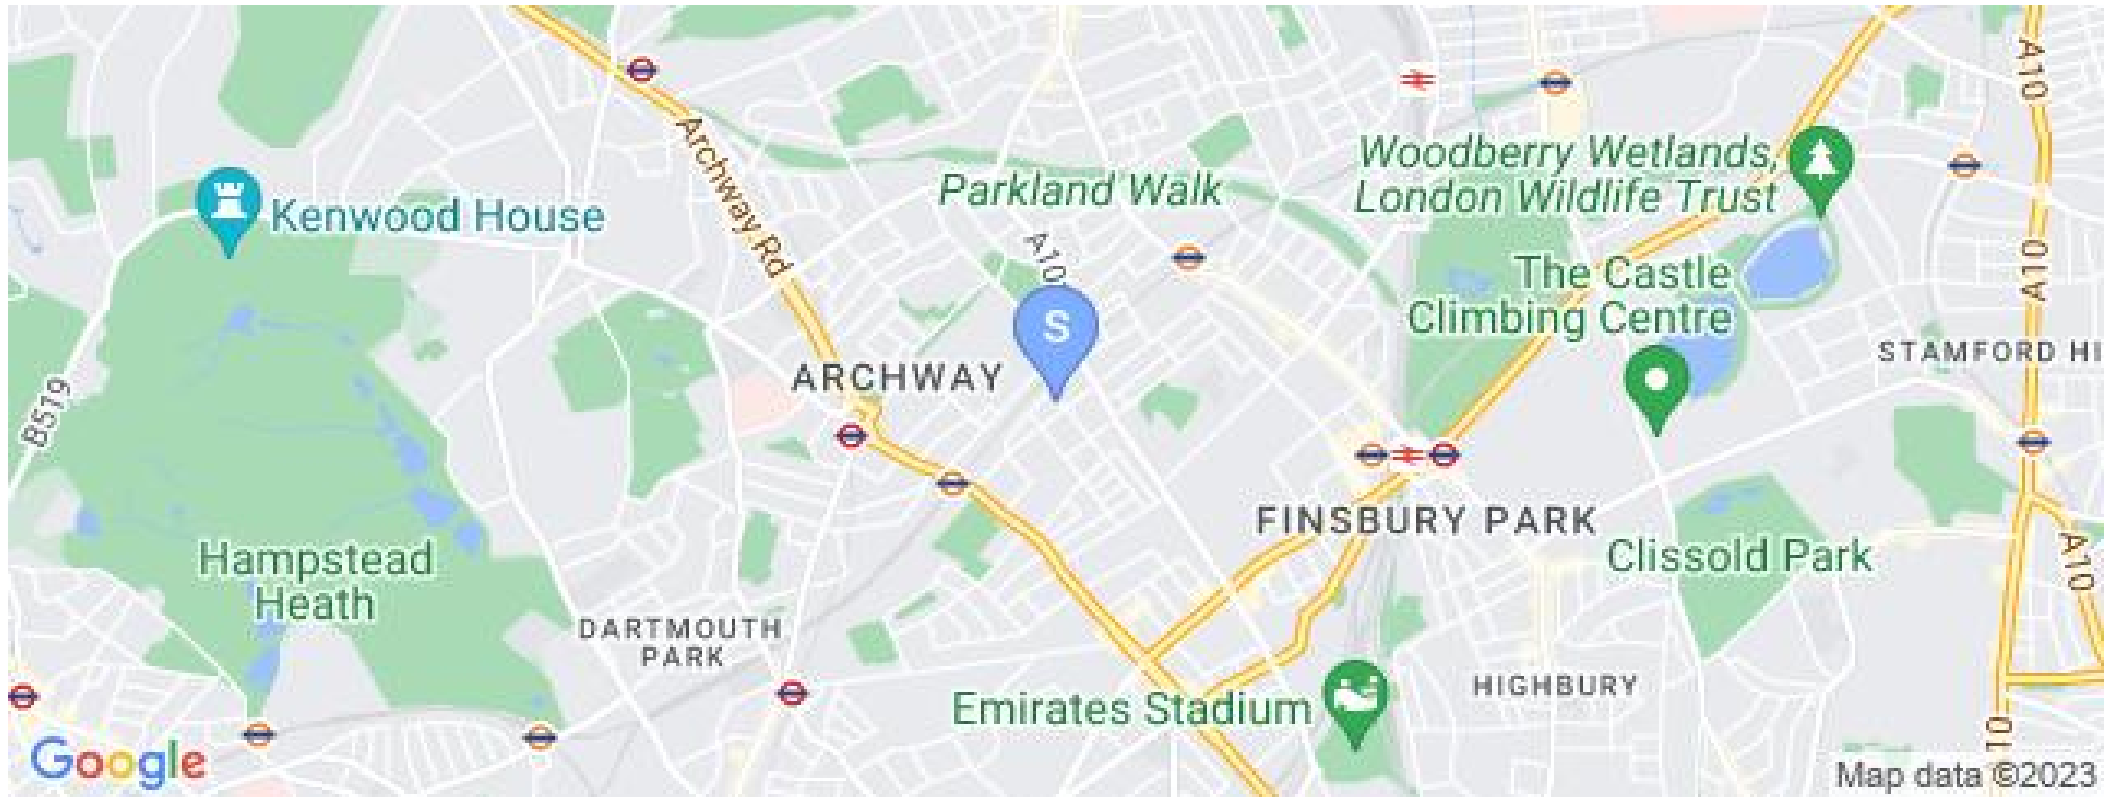 A10
Archway Rd
Woodberry Wetlands,
London Wildlife Trust
Parkland Walk
Kenwood House
A10
A10
The Castle
Climbing Centre
S
STAMFORD HI
ARCHWAY
B519
FINSBURY PARK
Clissold Park
Hampstead
Heath
A10
DARTMOUTH
PARK
HIGHBURY
Emirates Stadium
10
Google
Map data ©2023